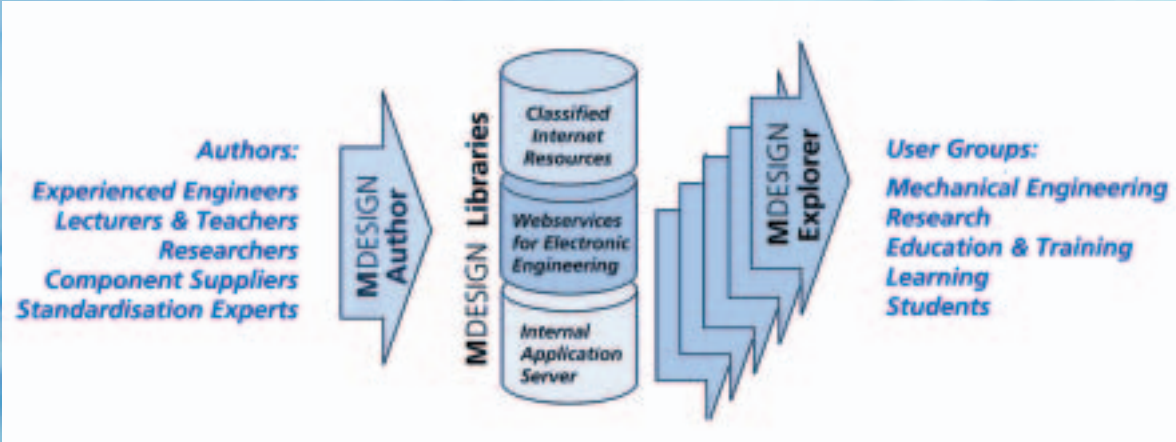 Authors:
Experienced Engineers
Lecturers & Teachers
Researchers
Component Suppliers
Standardisation Experts
MDESIGN
Author
MDESIGN Libraries
Classified
Internet
Resources
Webservices
for Electronic
Engineering
Internal
Application
Server
MDESIGN
Explorer
User Groups:
Mechanical Engineering
Research
Education & Training
Learning
Students